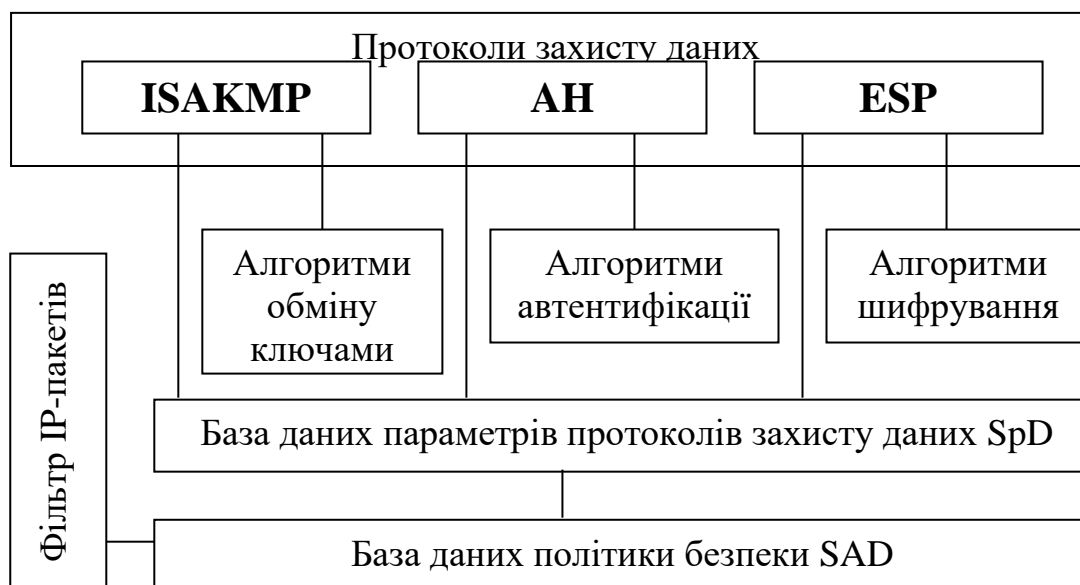 Протоколи захисту даних
ISAKMP
AH
ESP
Алгоритми
обміну
ключами
Алгоритми
автентифікації
Алгоритми
шифрування
Фільтр IP-пакетів
База даних параметрів протоколів захисту даних SpD
База даних політики безпеки SAD